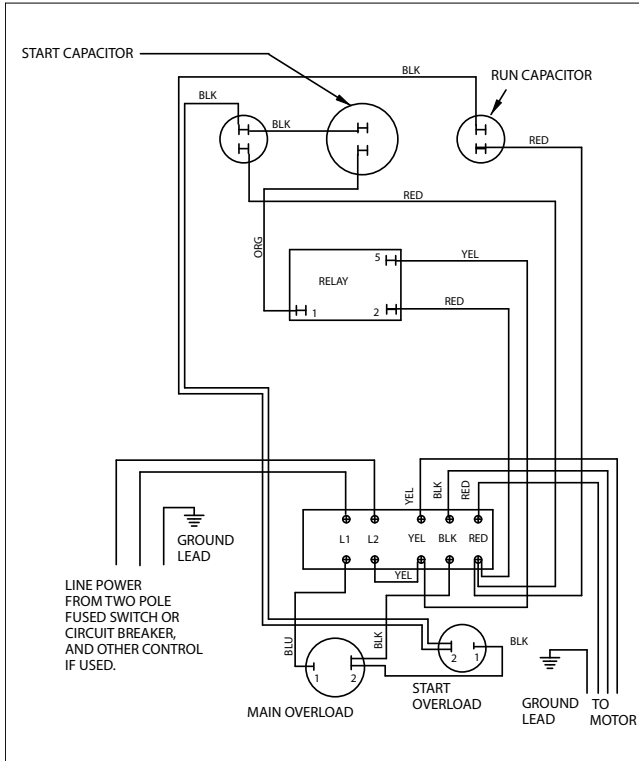 START CAPACITOR
BLK
RUN CAPACITOR
BLK
BLK
RED
RED
ORG
5
YEL
RELAY
1
2
RED
YEL
BLK
RED
GROUND
LEAD
L1
L2
YEL
BLK
RED
YEL
LINE POWER
FROM TWO POLE
FUSED SWITCH OR
CIRCUIT BREAKER,
AND OTHER CONTROL
IF USED.
BLU
BLK
2
1
BLK
1
2
START
OVERLOAD
MAIN OVERLOAD
GROUND
LEAD
TO
MOTOR